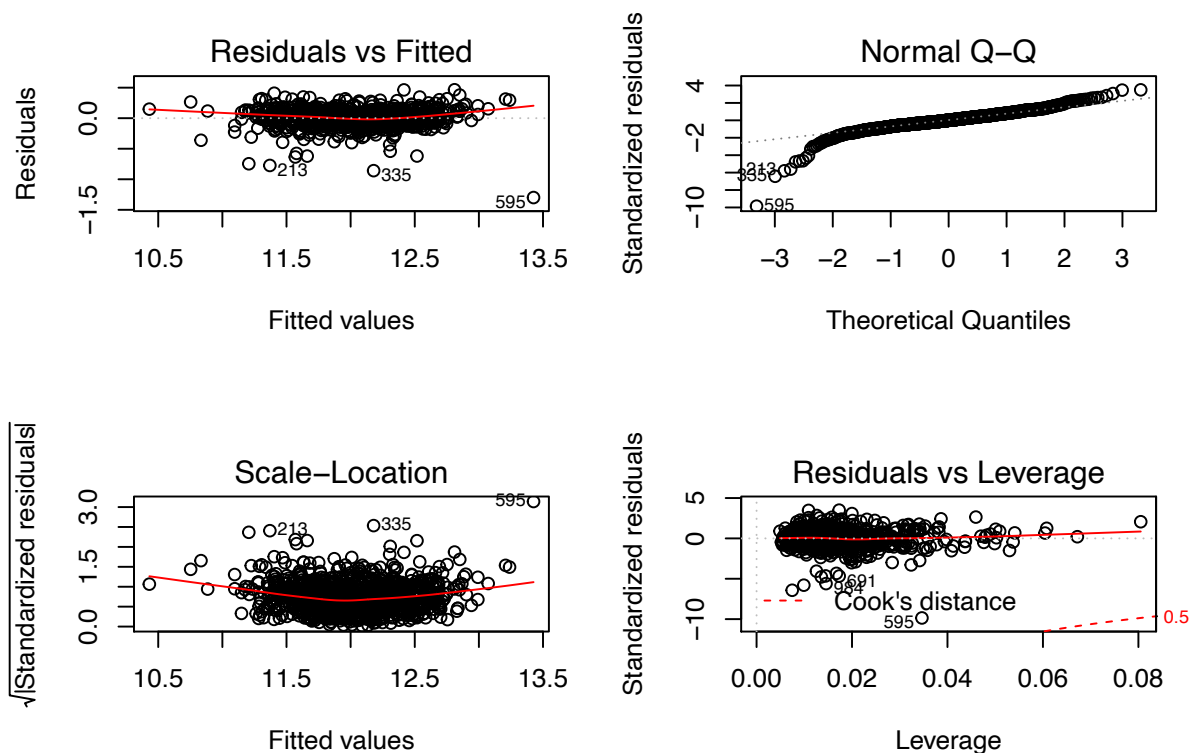 Residuals vs Fitted
Residuals
0.0
-1.5
213
335
595
10.5 11.5 12.5 13.5
Fitted values
Normal Q−Q
Standardized residuals
4
-2
-10
213
335
595
−3 −2 −1 0 1 2 3
Theoretical Quantiles
Scale−Location
√|Standardized residuals|
3.0
1.5
0.0
213
335
595
10.5 11.5 12.5 13.5
Fitted values
Residuals vs Leverage
Standardized residuals
5
0
-10
691
984
Cook's distance
595
0.5
0.00 0.02 0.04 0.06 0.08
Leverage